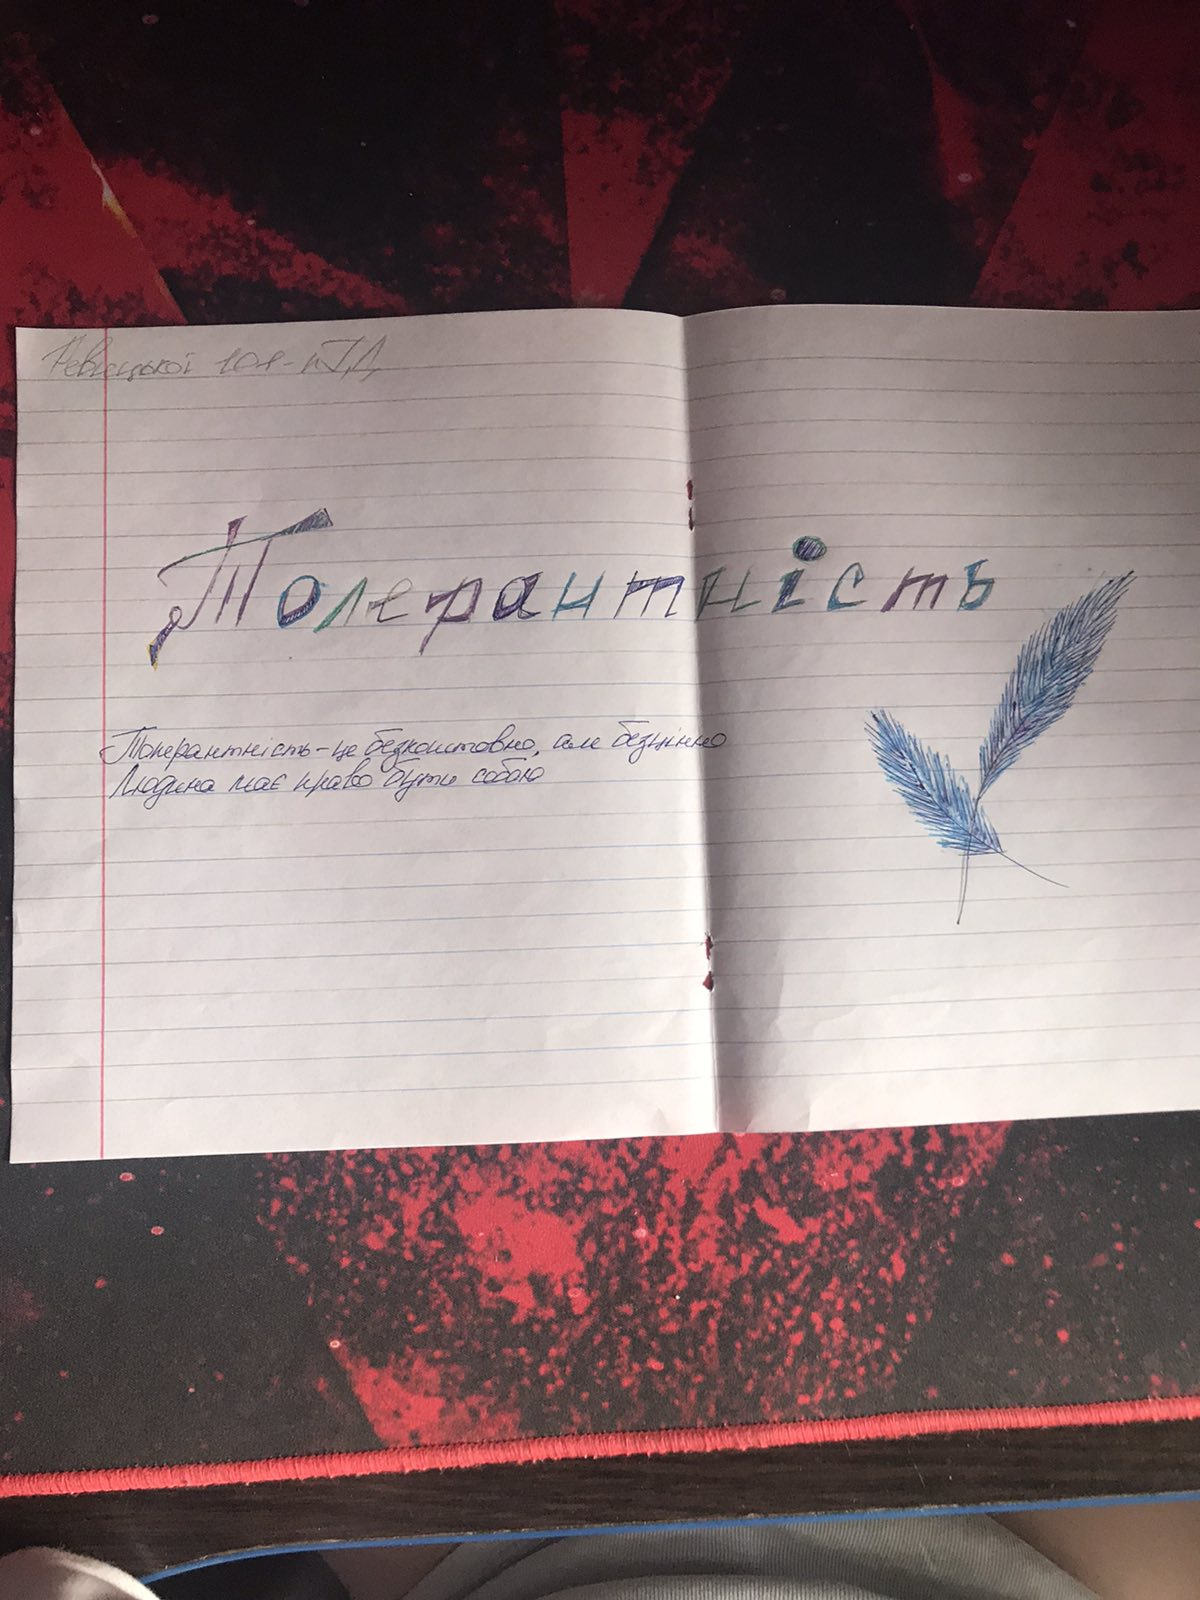 Толерантність
Толерантність - це безкоштовно, але безцінно
Людина має право бути собою